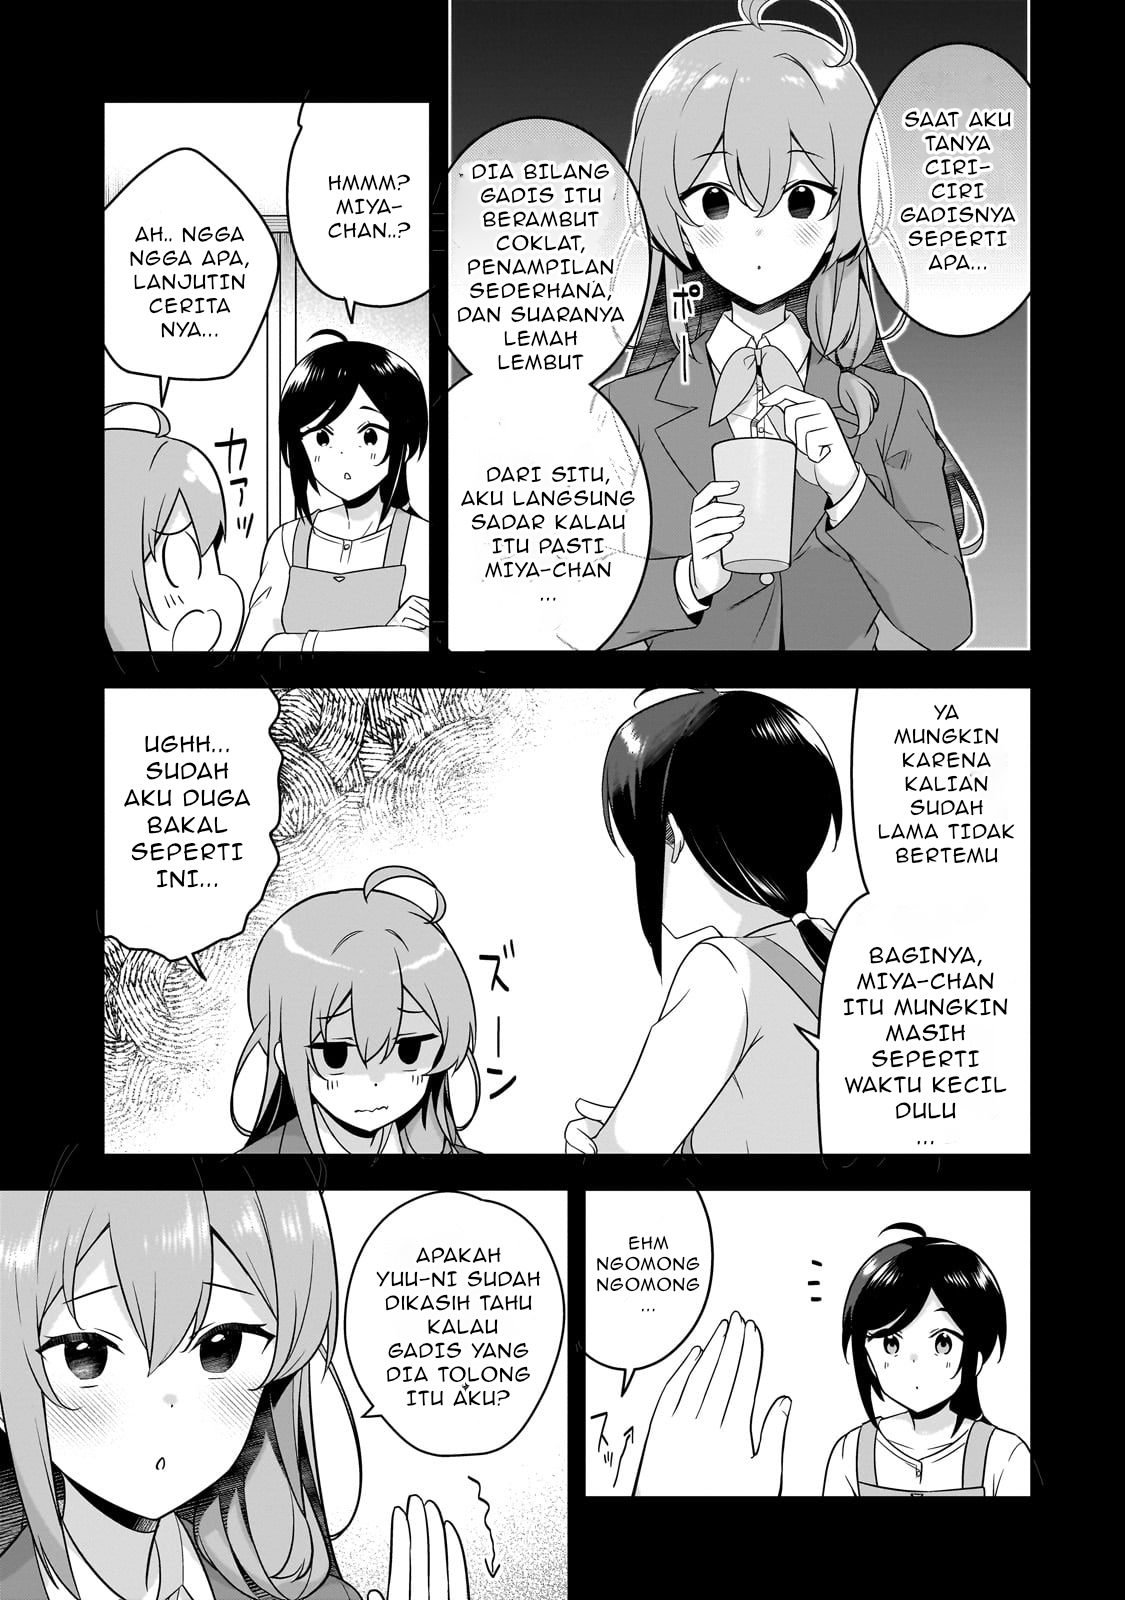 SAAT AKU
TANYA
CIRI-
CIRI
GADISNYA
SEPERTI
APA...
DIA BILANG
GADIS ITU
BERAMBUT
COKLAT,
PENAMPILAN
SEDERHANA,
DAN SUARANYA
LEMAH
LEMBUT
ポー
DARI SITU,
AKU LANGSUNG
SADAR KALAU
ITU PASTI
MIYA-CHAN
...
HMMM?
MIYA-
CHAN..?
AH.. NGGA
NGGA APA,
LANJUTIN
CERITA
NYA...
カァッ
YA
MUNGKIN
KARENA
KALIAN
SUDAH
LAMA TIDAK
BERTEMU
BAGINYA,
MIYA-CHAN
ITU MUNGKIN
MASIH
SEPERTI
WAKTU KECIL
DULU
...
ズーン
UGHH...
SUDAH
AKU DUGA
BAKAL
SEPERTI
INI...
EHM
NGOMONG
NGOMONG
...
ズッ
APAKAH
YUU-NI SUDAH
DIKASIH TAHU
KALAU
GADIS YANG
DIA TOLONG
ITU AKU?